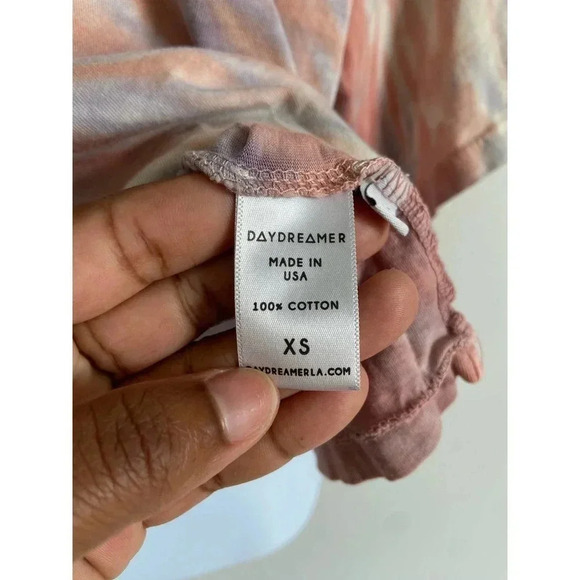 DAYDREAMER
MADE IN
USA
100% COTTON
XS
DAYDREAMERLA.COM